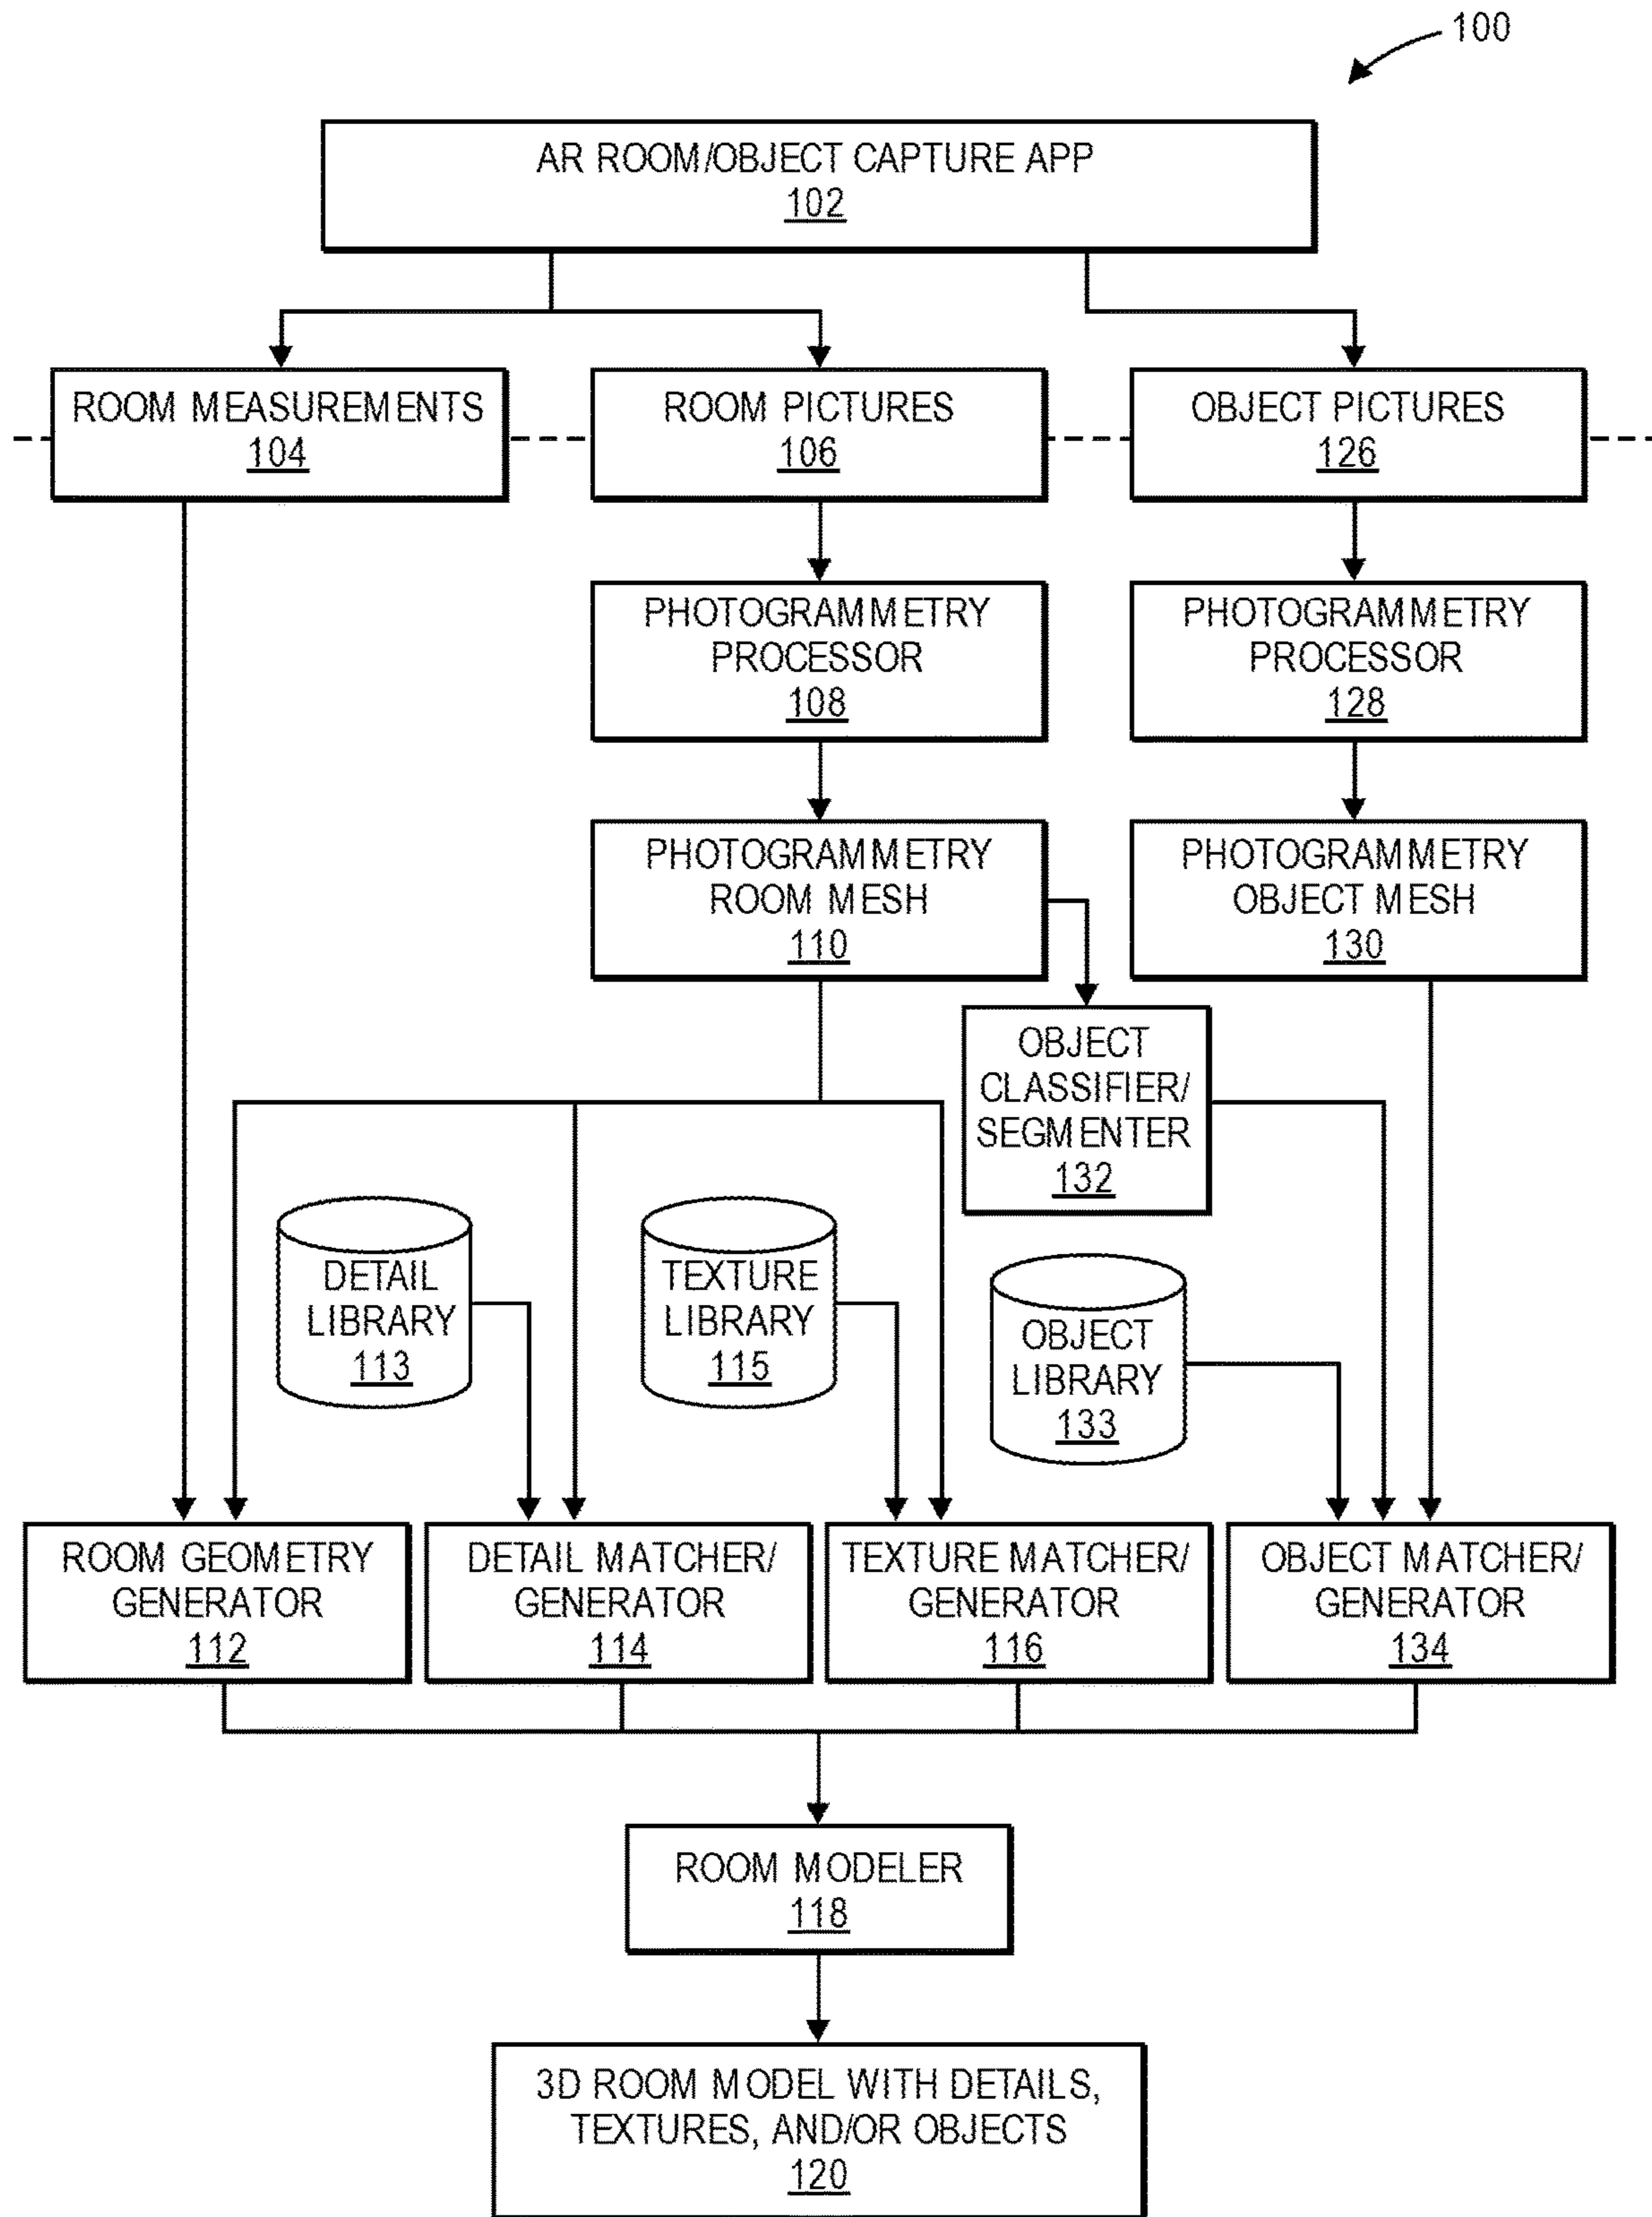 100
AR ROOM/OBJECT CAPTURE APP
102
ROOM MEASUREMENTS
104
ROOM PICTURES
106
OBJECT PICTURES
126
PHOTOGRAMMETRY
PROCESSOR
108
PHOTOGRAMMETRY
PROCESSOR
128
PHOTOGRAMMETRY
ROOM MESH
110
PHOTOGRAMMETRY
OBJECT MESH
130
OBJECT
CLASSIFIER/
SEGMENTER
132
DETAIL
LIBRARY
113
TEXTURE
LIBRARY
115
OBJECT
LIBRARY
133
ROOM GEOMETRY
GENERATOR
112
DETAIL MATCHER/
GENERATOR
114
TEXTURE MATCHER/
GENERATOR
116
OBJECT MATCHER/
GENERATOR
134
ROOM MODELER
118
3D ROOM MODEL WITH DETAILS,
TEXTURES, AND/OR OBJECTS
120